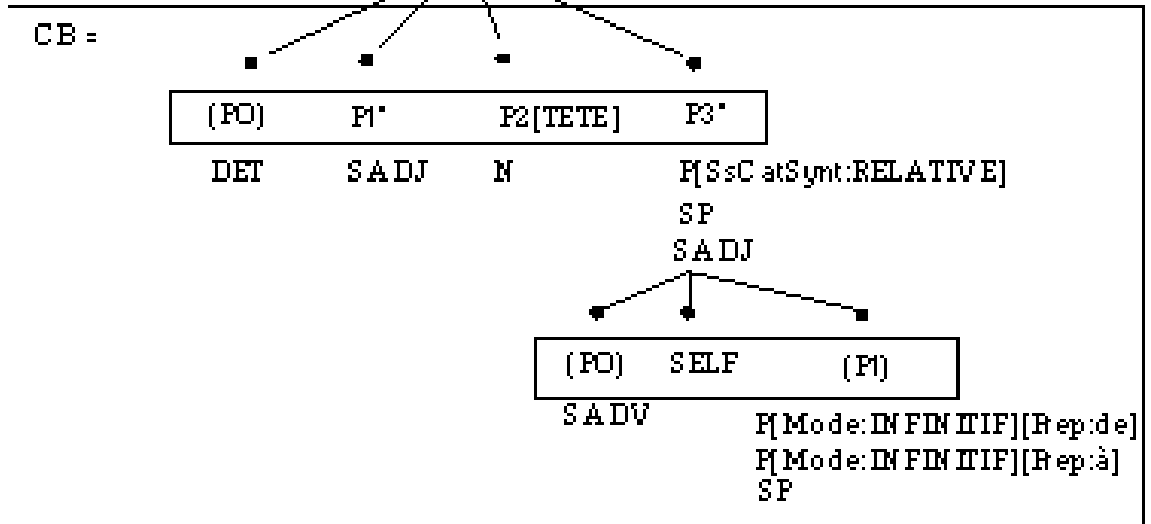 CB =
(P0) P1* P2[TETE] P3*
DET SADJ N P[SsCatSynt:RELATIVE]
SP
SADJ
(P0) SELF (P1)
SADV
P[Mode:INFINITIF][Prep:de]
P[Mode:INFINITIF][Prep:à]
SP